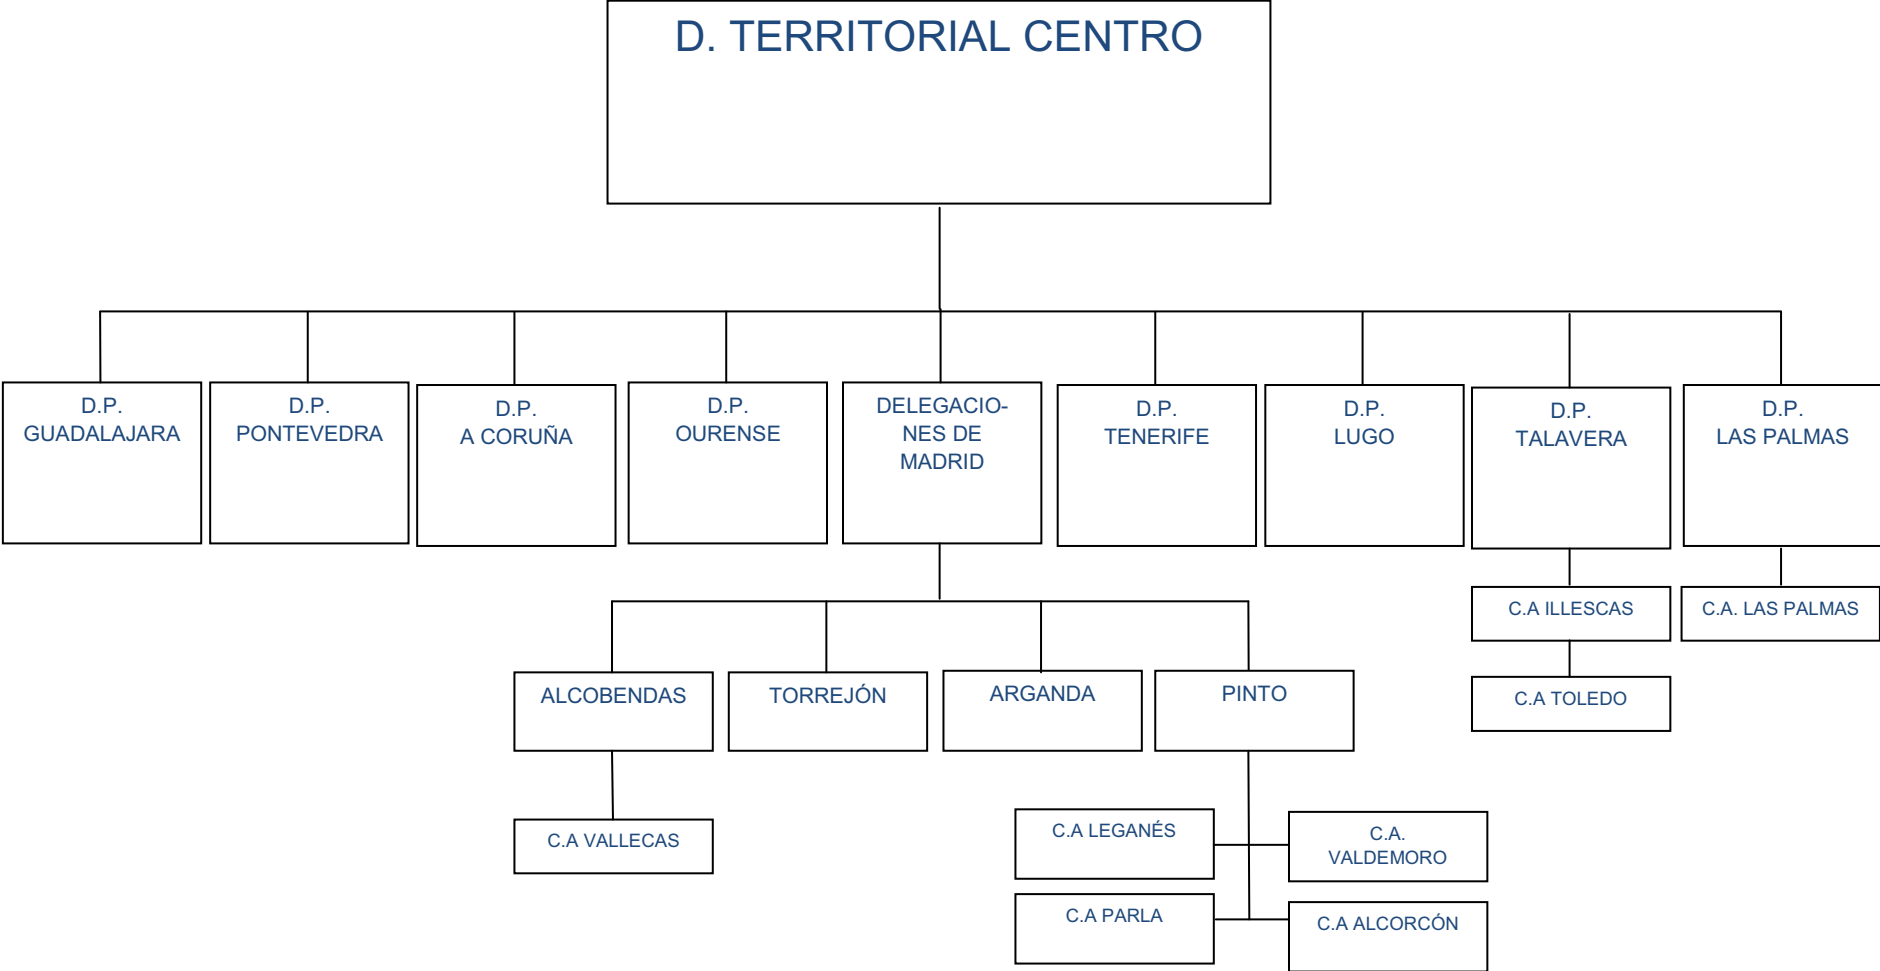 D. TERRITORIAL CENTRO
D.P.
GUADALAJARA
D.P.
PONTEVEDRA
D.P.
A CORUÑA
D.P.
OURENSE
DELEGACIO-
NES DE
MADRID
D.P.
TENERIFE
D.P.
LUGO
D.P.
TALAVERA
D.P.
LAS PALMAS
C.A ILLESCAS
C.A. LAS PALMAS
C.A TOLEDO
ALCOBENDAS
TORREJÓN
ARGANDA
PINTO
C.A VALLECAS
C.A LEGANÉS
C.A.
VALDEMORO
C.A PARLA
C.A ALCORCÓN